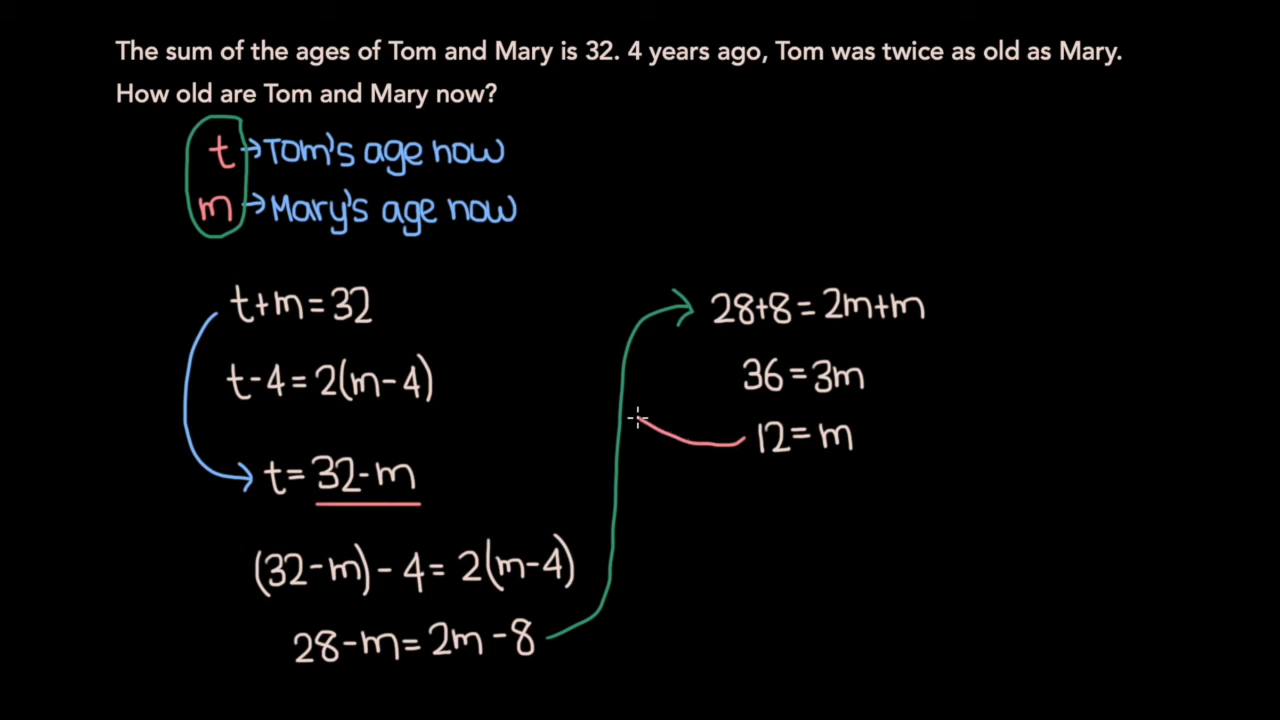 The sum of the ages of Tom and Mary is 32. 4 years ago, Tom was twice as old as Mary.
How old are Tom and Mary now?
t → Tom's age now
m → Mary's age now
t+m=32
t-4=2(m-4)
t=32-m
(32-m)-4=2(m-4)
28-m=2m-8
28+8=2m+m
36=3m
12=m